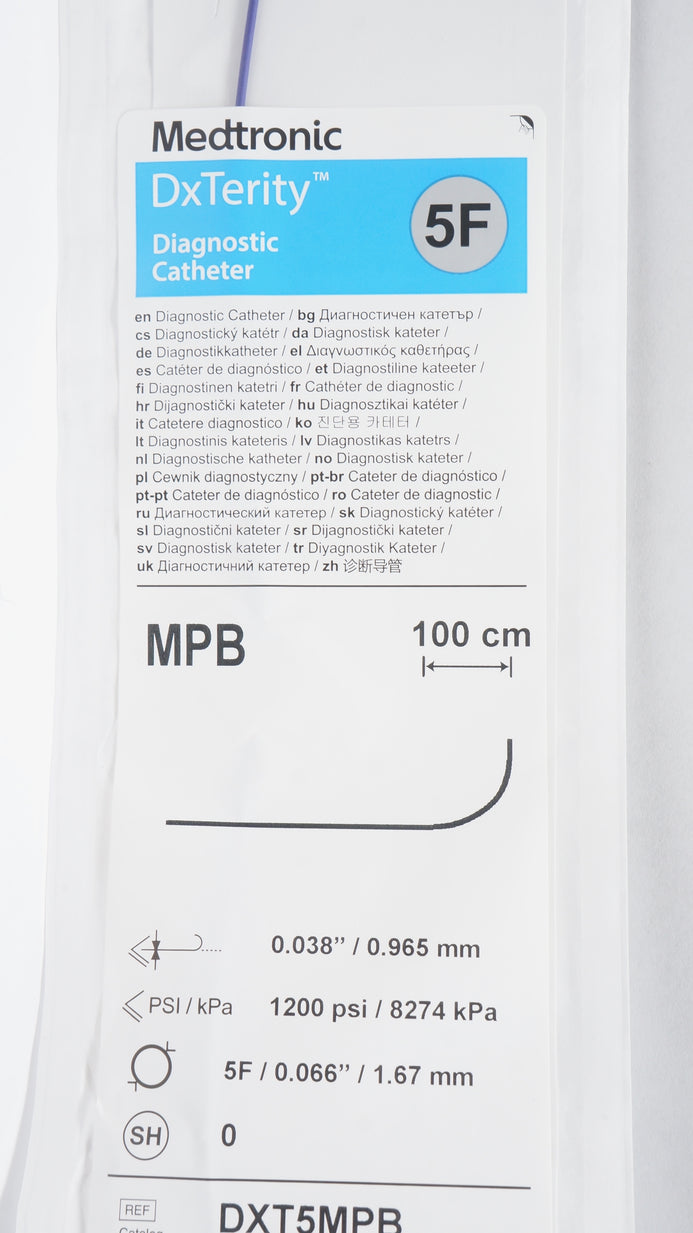 Medtronic
DxTerity™
5F
Diagnostic
Catheter
en Diagnostic Catheter / bg Диагностичен катетър /
cs Diagnostický katétr / da Diagnostisk kateter /
de Diagnostikkatheter / el Διαγνωστικός καθετήρας /
es Catéter de diagnóstico / et Diagnostiline kateeter /
fi Diagnostinen katetri / fr Cathéter de diagnostic /
hr Dijagnostički kateter / hu Diagnosztikai katéter /
it Catetere diagnostico / ko 진단용 카테터 /
lt Diagnostinis kateteris / lv Diagnostikas katetrs /
nl Diagnostische katheter / no Diagnostisk kateter /
pl Cewnik diagnostyczny / pt-br Cateter de diagnóstico /
pt-pt Cateter de diagnóstico / ro Cateter de diagnostic /
ru Диагностический катетер / sk Diagnostický katéter /
sl Diagnostični kateter / sr Dijagnostički kateter /
sv Diagnostisk kateter / tr Diyagnostik Kateter /
uk Діагностичний катетер / zh 诊断导管
MPB
100 cm
0.038” / 0.965 mm
PSI / kPa 1200 psi / 8274 kPa
5F / 0.066” / 1.67 mm
SH 0
REF DXT5MPB
Catalog